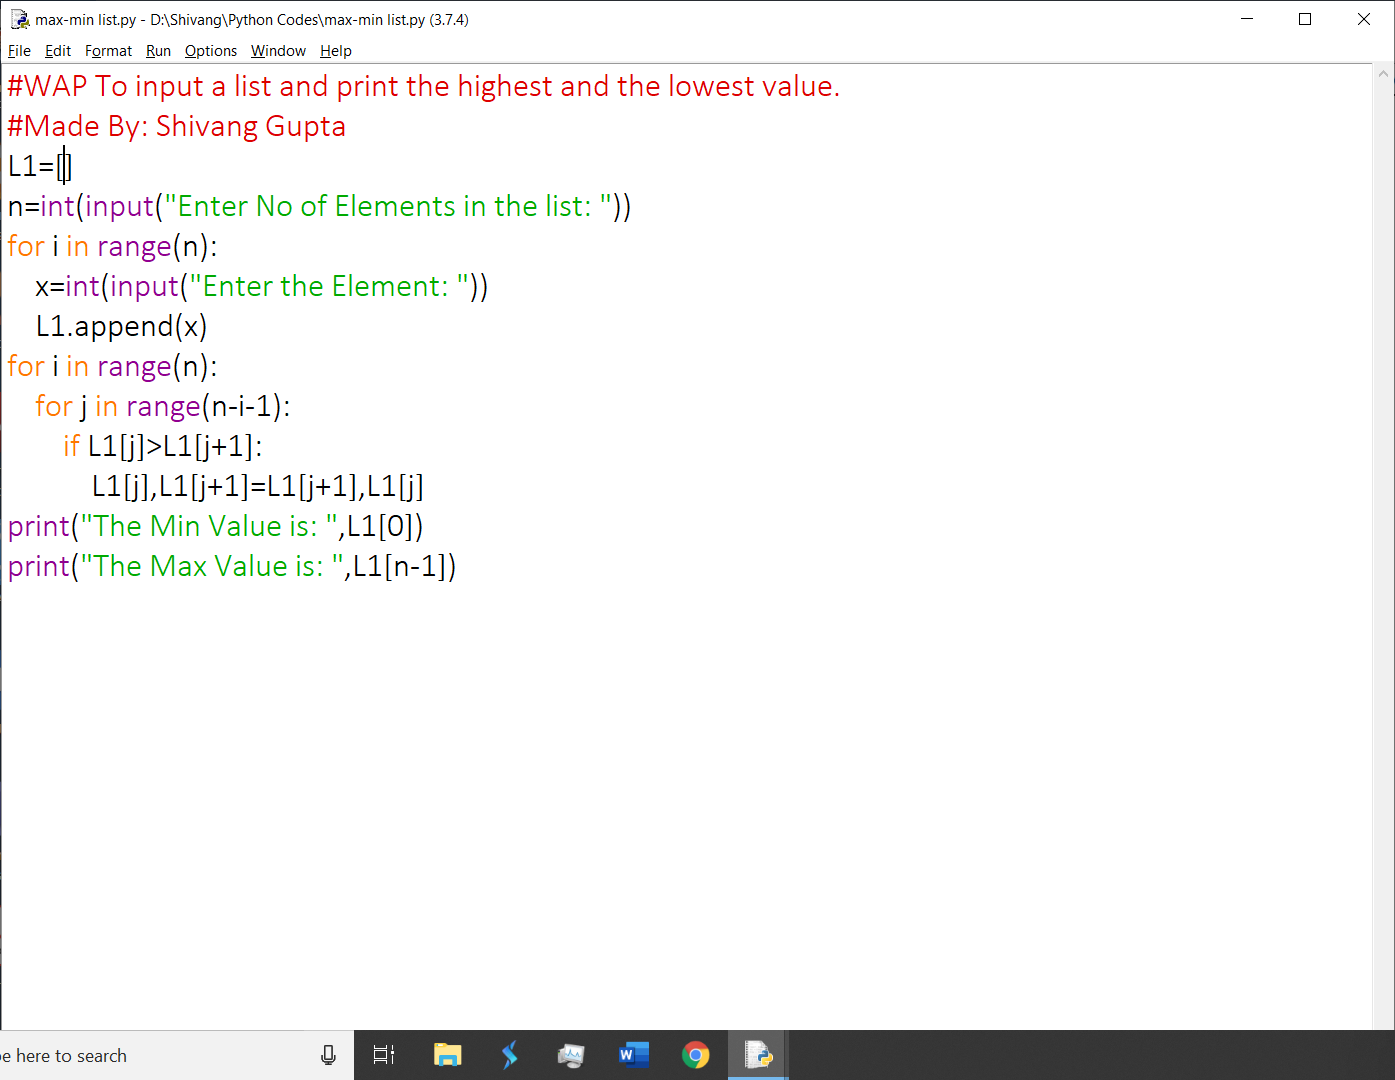 max-min list.py - D:\Shivang\Python Codes\max-min list.py (3.7.4)
File Edit Format Run Options Window Help
#WAP To input a list and print the highest and the lowest value.
#Made By: Shivang Gupta
L1=[]
n=int(input("Enter No of Elements in the list: "))
for i in range(n):
    x=int(input("Enter the Element: "))
    L1.append(x)
for i in range(n):
    for j in range(n-i-1):
        if L1[j]>L1[j+1]:
            L1[j],L1[j+1]=L1[j+1],L1[j]
print("The Min Value is: ",L1[0])
print("The Max Value is: ",L1[n-1])
e here to search